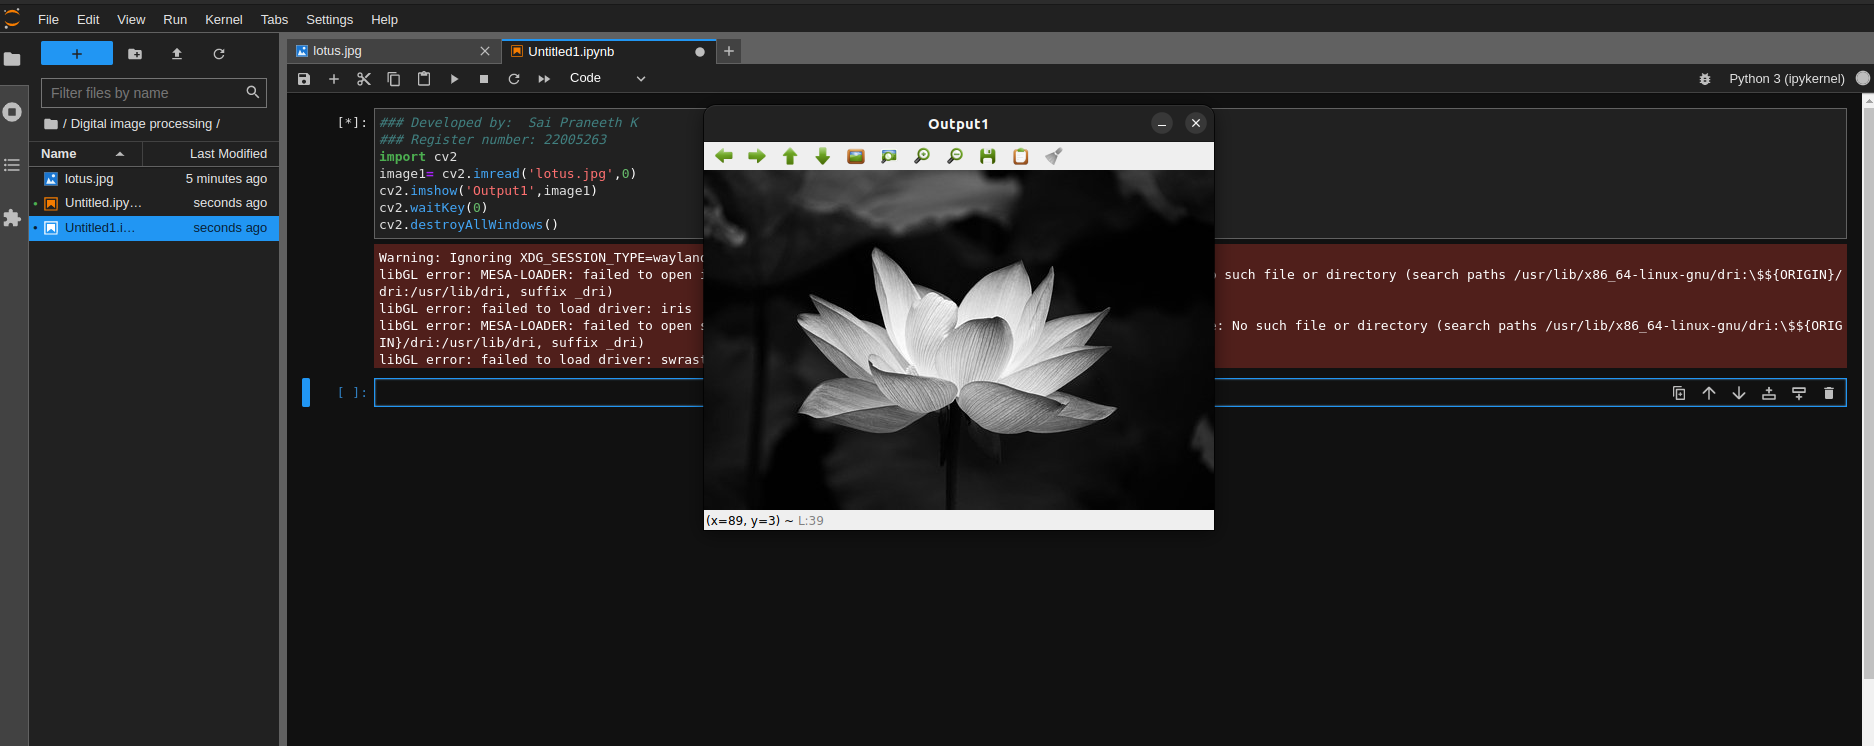 File Edit View Run Kernel Tabs Settings Help
Filter files by name
/ Digital image processing /
Name Last Modified
lotus.jpg 5 minutes ago
Untitled.ipy… seconds ago
Untitled1.i… seconds ago
lotus.jpg Untitled1.ipynb
Code Python 3 (ipykernel)
[*]: ### Developed by: Sai Praneeth K
### Register number: 22005263
import cv2
image1= cv2.imread('lotus.jpg',0)
cv2.imshow('Output1',image1)
cv2.waitKey(0)
cv2.destroyAllWindows()
Warning: Ignoring XDG_SESSION_TYPE=wayland
libGL error: MESA-LOADER: failed to open such file or directory (search paths /usr/lib/x86_64-linux-gnu/dri:\$${ORIGIN}/
dri:/usr/lib/dri, suffix _dri)
libGL error: failed to load driver: iris
libGL error: MESA-LOADER: failed to open : No such file or directory (search paths /usr/lib/x86_64-linux-gnu/dri:\$${ORIG
IN}/dri:/usr/lib/dri, suffix _dri)
libGL error: failed to load driver: swrast
[ ]:
Output1
(x=89, y=3) ~ L:39